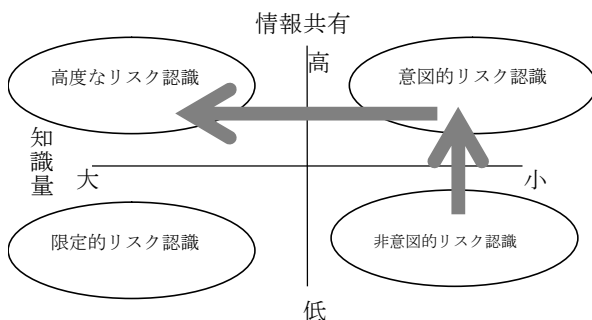 情報共有
高
高度なリスク認識
意図的リスク認識
知識量
大
小
限定的リスク認識
非意図的リスク認識
低